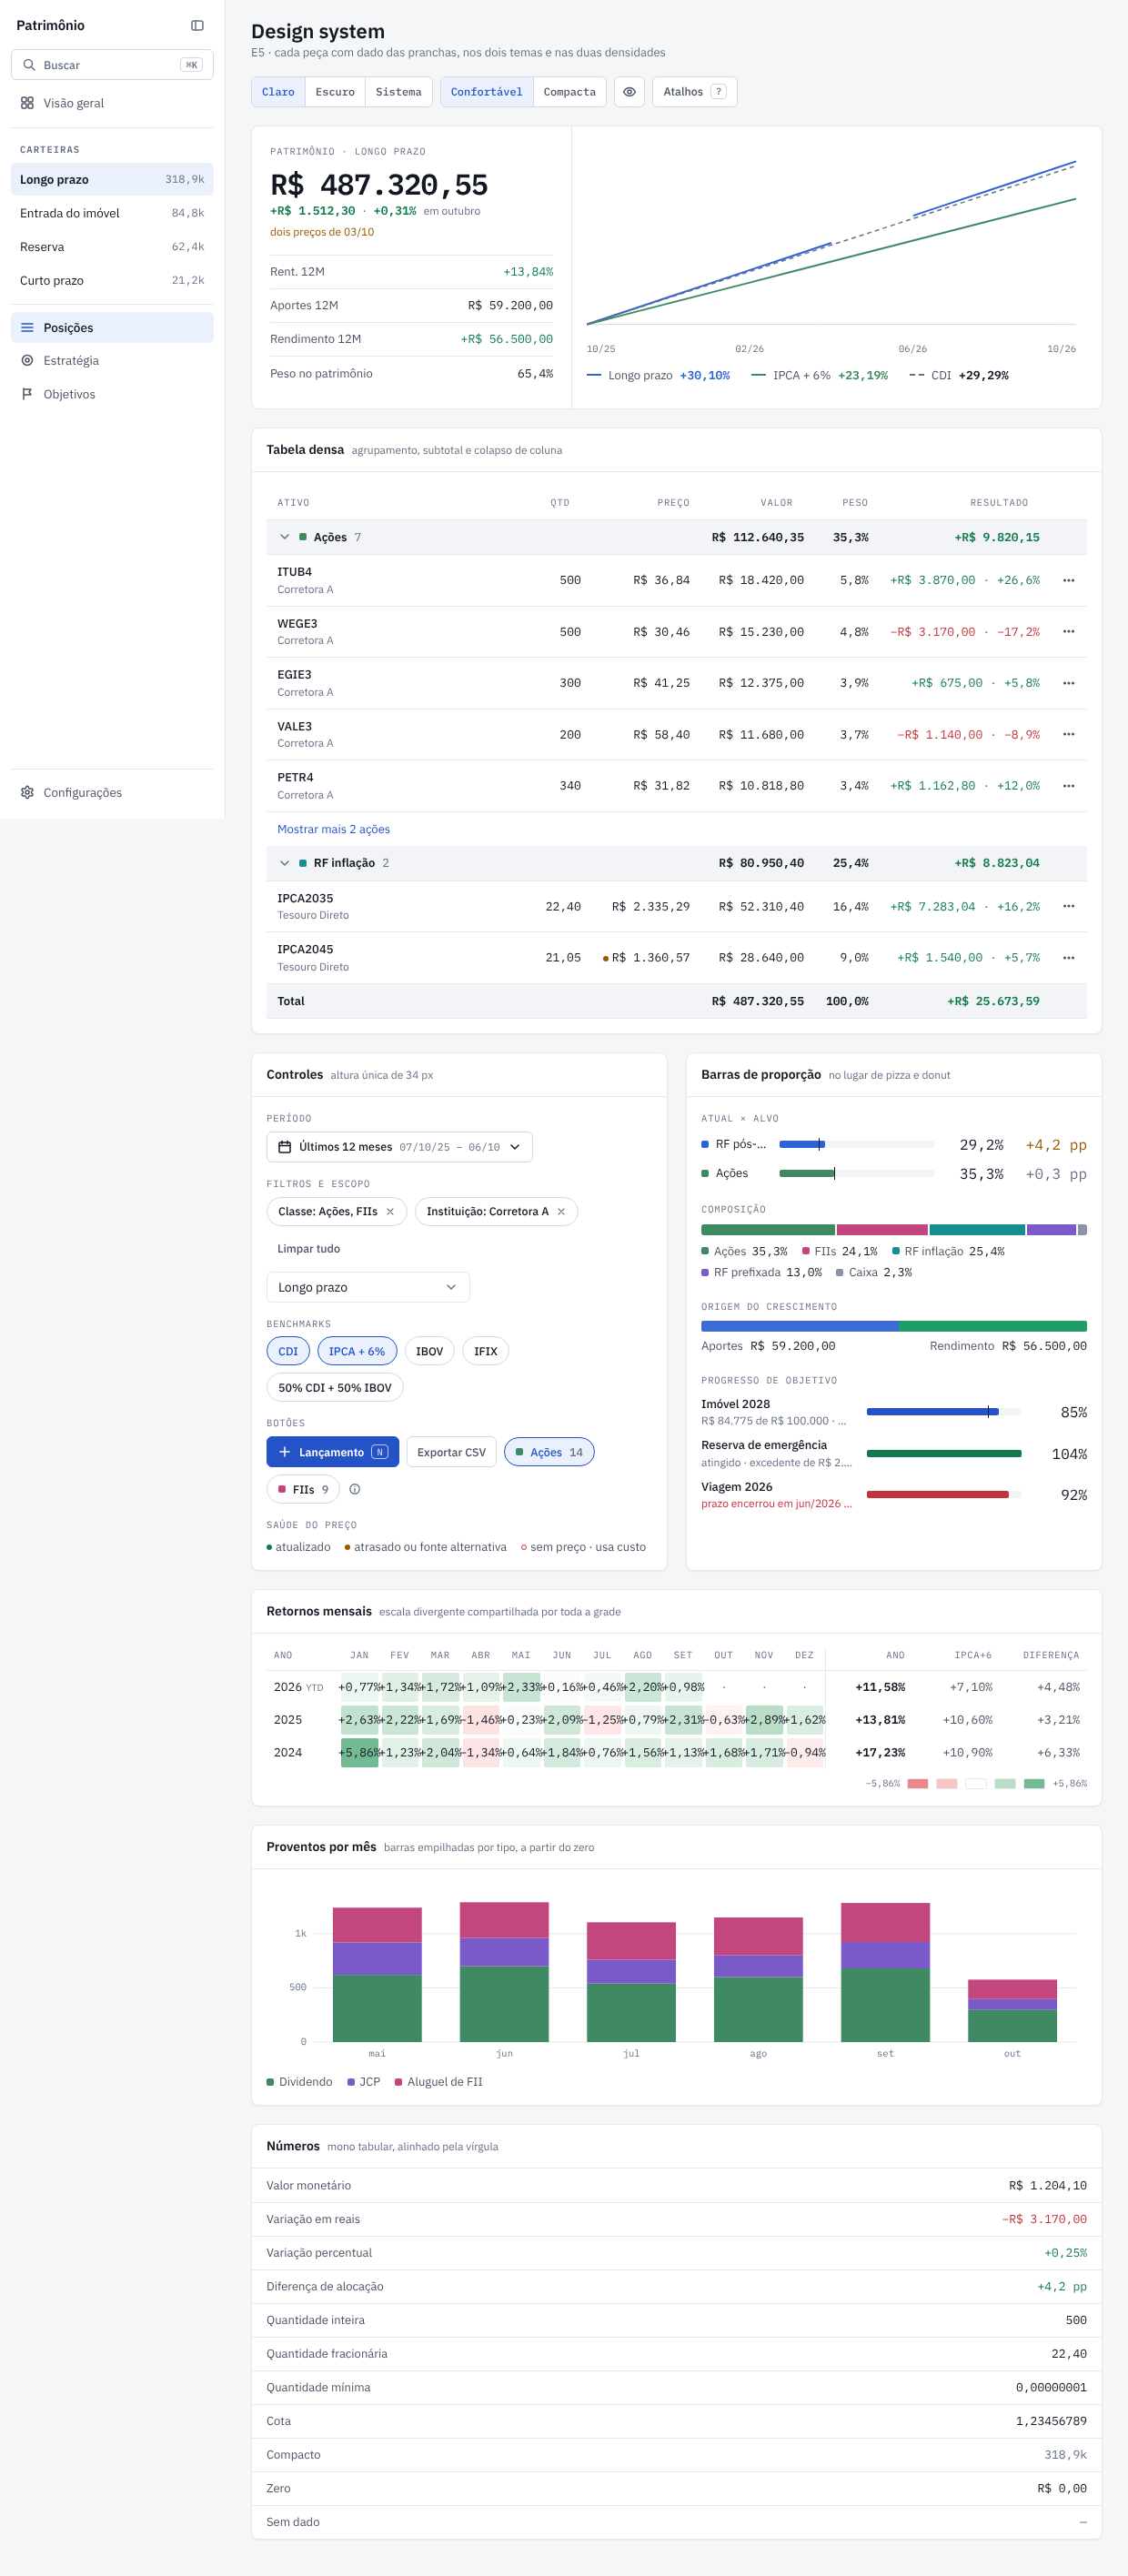 Patrimônio
Buscar ⌘K
Visão geral
CARTEIRAS
Longo prazo 318,9k
Entrada do imóvel 84,8k
Reserva 62,4k
Curto prazo 21,2k
Posições
Estratégia
Objetivos
Configurações
Design system
E5 · cada peça com dado das pranchas, nos dois temas e nas duas densidades
Claro Escuro Sistema Confortável Compacta Atalhos ?
PATRIMÔNIO · LONGO PRAZO
R$ 487.320,55
+R$ 1.512,30 · +0,31% em outubro
dois preços de 03/10
Rent. 12M +13,84%
Aportes 12M R$ 59.200,00
Rendimento 12M +R$ 56.500,00
Peso no patrimônio 65,4%
10/25 02/26 06/26 10/26
Longo prazo +30,10% IPCA + 6% +23,19% CDI +29,29%
Tabela densa agrupamento, subtotal e colapso de coluna
ATIVO QTD PREÇO VALOR PESO RESULTADO
Ações 7 R$ 112.640,35 35,3% +R$ 9.820,15
ITUB4 500 R$ 36,84 R$ 18.420,00 5,8% +R$ 3.870,00 · +26,6%
Corretora A
WEGE3 500 R$ 30,46 R$ 15.230,00 4,8% −R$ 3.170,00 · −17,2%
Corretora A
EGIE3 300 R$ 41,25 R$ 12.375,00 3,9% +R$ 675,00 · +5,8%
Corretora A
VALE3 200 R$ 58,40 R$ 11.680,00 3,7% −R$ 1.140,00 · −8,9%
Corretora A
PETR4 340 R$ 31,82 R$ 10.818,80 3,4% +R$ 1.162,80 · +12,0%
Corretora A
Mostrar mais 2 ações
RF inflação 2 R$ 80.950,40 25,4% +R$ 8.823,04
IPCA2035 22,40 R$ 2.335,29 R$ 52.310,40 16,4% +R$ 7.283,04 · +16,2%
Tesouro Direto
IPCA2045 21,05 R$ 1.360,57 R$ 28.640,00 9,0% +R$ 1.540,00 · +5,7%
Tesouro Direto
Total R$ 487.320,55 100,0% +R$ 25.673,59
Controles altura única de 34 px
PERÍODO
Últimos 12 meses 07/10/25 – 06/10
FILTROS E ESCOPO
Classe: Ações, FIIs × Instituição: Corretora A ×
Limpar tudo
Longo prazo
BENCHMARKS
CDI IPCA + 6% IBOV IFIX
50% CDI + 50% IBOV
BOTÕES
+ Lançamento N Exportar CSV Ações 14
FIIs 9
SAÚDE DO PREÇO
atualizado atrasado ou fonte alternativa sem preço · usa custo
Barras de proporção no lugar de pizza e donut
ATUAL × ALVO
RF pós-... 29,2% +4,2 pp
Ações 35,3% +0,3 pp
COMPOSIÇÃO
Ações 35,3% FIIs 24,1% RF inflação 25,4%
RF prefixada 13,0% Caixa 2,3%
ORIGEM DO CRESCIMENTO
Aportes R$ 59.200,00 Rendimento R$ 56.500,00
PROGRESSO DE OBJETIVO
Imóvel 2028 85%
R$ 84.775 de R$ 100.000 · ...
Reserva de emergência 104%
atingido · excedente de R$ 2....
Viagem 2026 92%
prazo encerrou em jun/2026 ...
Retornos mensais escala divergente compartilhada por toda a grade
ANO JAN FEV MAR ABR MAI JUN JUL AGO SET OUT NOV DEZ ANO IPCA+6 DIFERENÇA
2026 YTD +0,77% +1,34% +1,72% +1,09% +2,33% +0,16% +0,46% +2,20% +0,98% · · · +11,58% +7,10% +4,48%
2025 +2,63% +2,22% +1,69% −1,46% +0,23% +2,09% −1,25% +0,79% +2,31% −0,63% +2,89% +1,62% +13,81% +10,60% +3,21%
2024 +5,86% +1,23% +2,04% −1,34% +0,64% +1,84% +0,76% +1,56% +1,13% +1,68% +1,71% −0,94% +17,23% +10,90% +6,33%
−5,86% +5,86%
Proventos por mês barras empilhadas por tipo, a partir do zero
1k
500
0
mai jun jul ago set out
Dividendo JCP Aluguel de FII
Números mono tabular, alinhado pela vírgula
Valor monetário R$ 1.204,10
Variação em reais −R$ 3.170,00
Variação percentual +0,25%
Diferença de alocação +4,2 pp
Quantidade inteira 500
Quantidade fracionária 22,40
Quantidade mínima 0,00000001
Cota 1,23456789
Compacto 318,9k
Zero R$ 0,00
Sem dado —